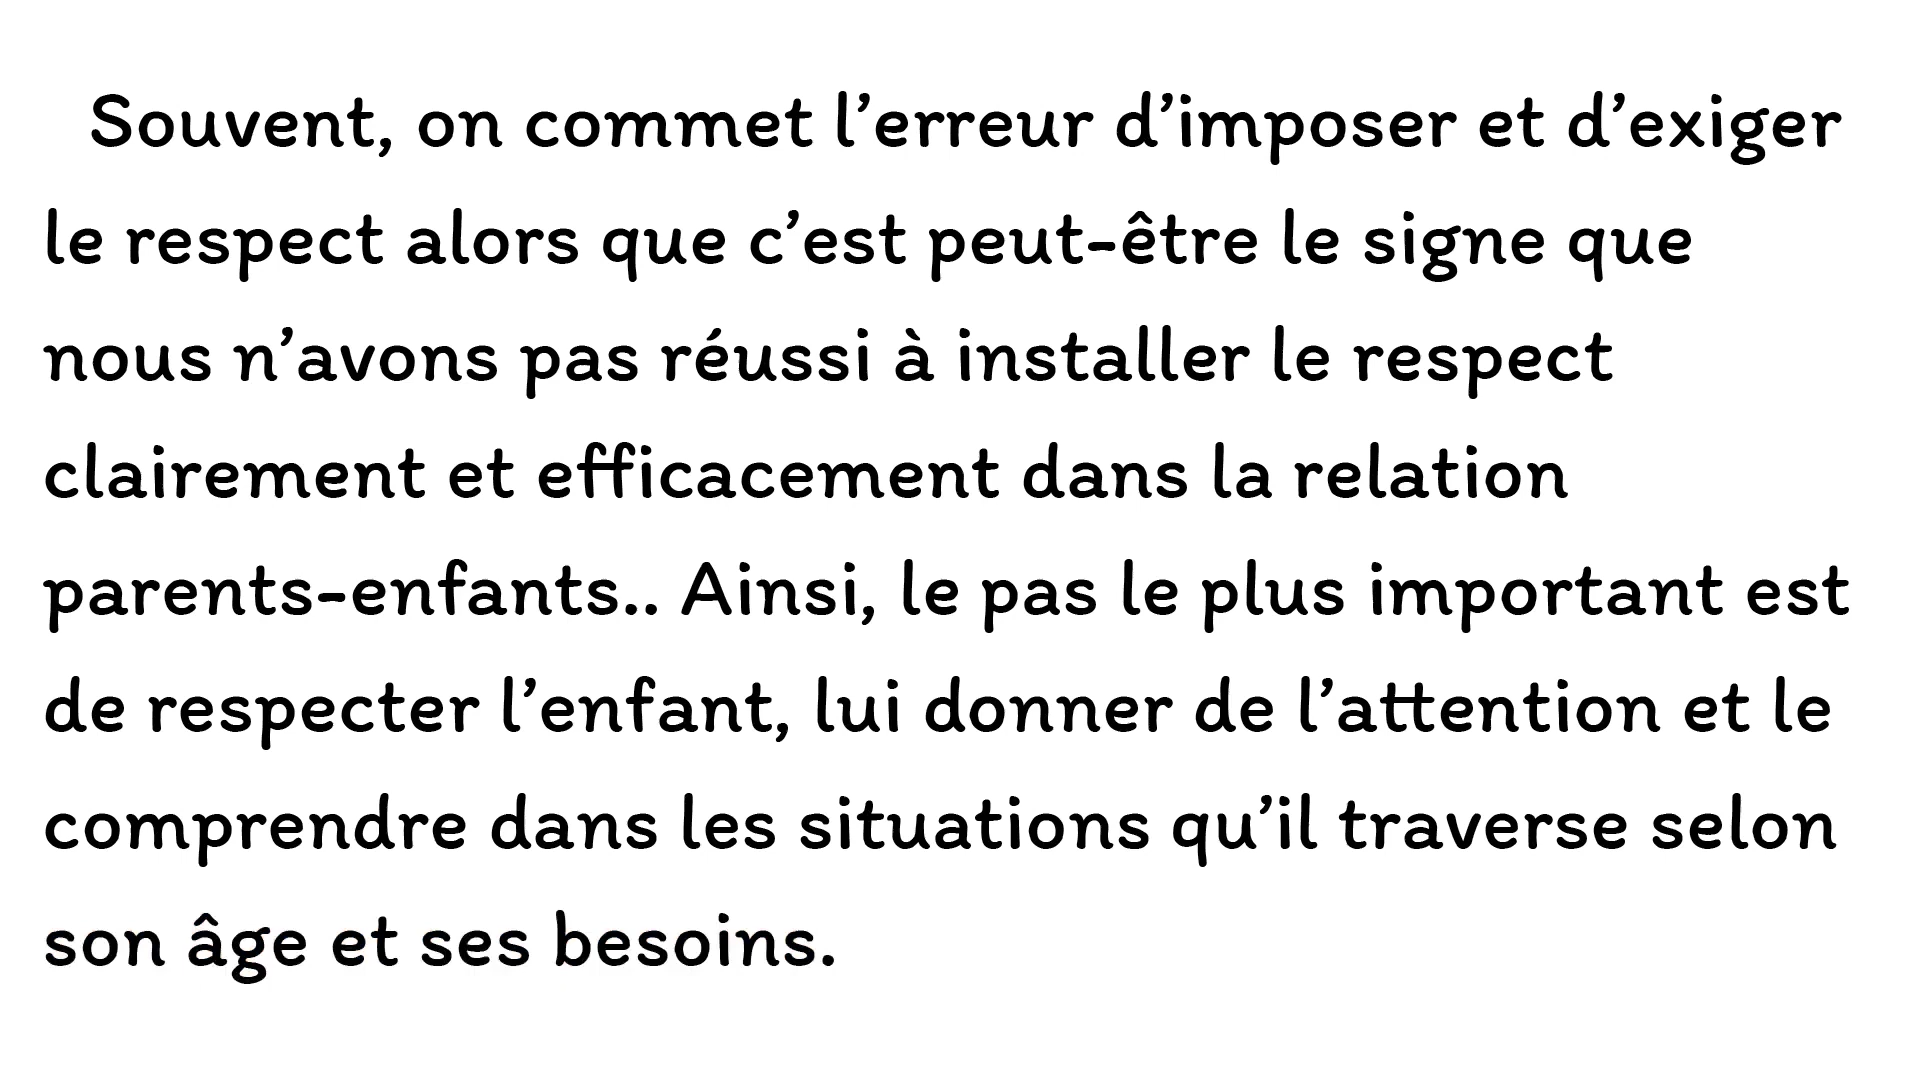 Souvent, on commet l’erreur d’imposer et d’exiger
le respect alors que c’est peut-être le signe que
nous n’avons pas réussi à installer le respect
clairement et efficacement dans la relation
parents-enfants.. Ainsi, le pas le plus important est
de respecter l’enfant, lui donner de l’attention et le
comprendre dans les situations qu’il traverse selon
son âge et ses besoins.